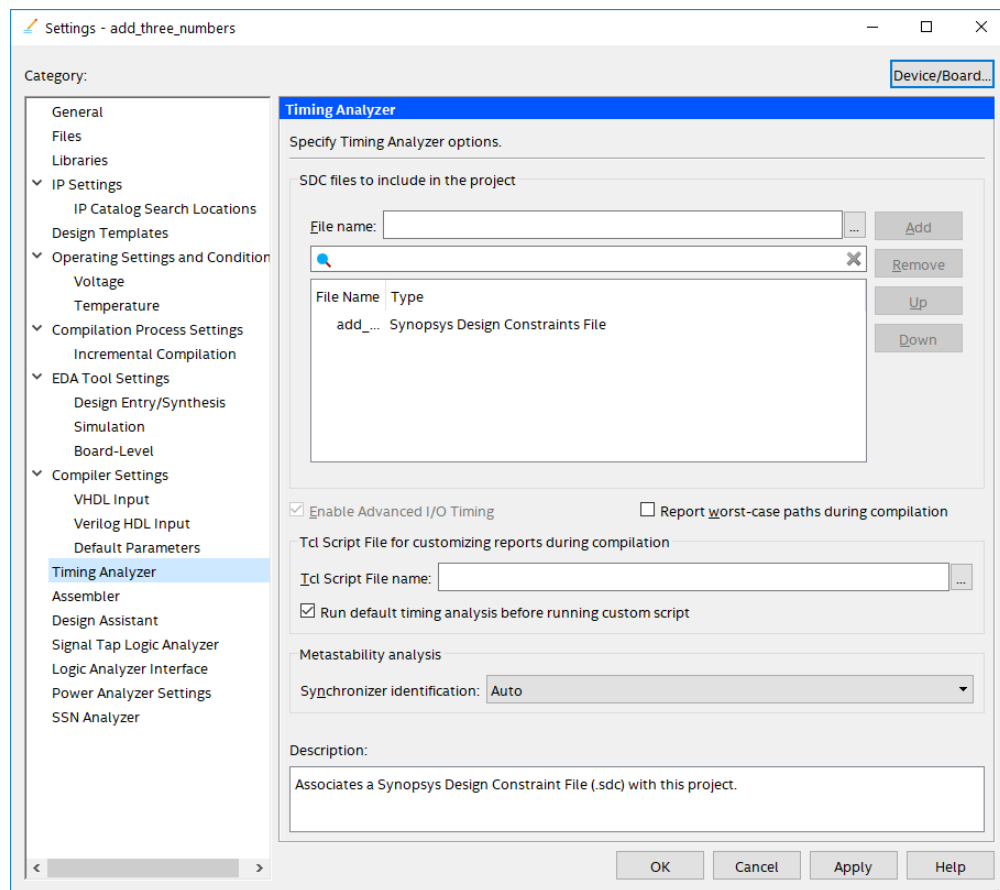 Settings - add_three_numbers
Category:
Device/Board...
General
Files
Libraries
IP Settings
IP Catalog Search Locations
Design Templates
Operating Settings and Condition
Voltage
Temperature
Compilation Process Settings
Incremental Compilation
EDA Tool Settings
Design Entry/Synthesis
Simulation
Board-Level
Compiler Settings
VHDL Input
Verilog HDL Input
Default Parameters
Timing Analyzer
Assembler
Design Assistant
Signal Tap Logic Analyzer
Logic Analyzer Interface
Power Analyzer Settings
SSN Analyzer
Timing Analyzer
Specify Timing Analyzer options.
SDC files to include in the project
File name:
...
Add
Remove
Up
Down
File Name Type
add_... Synopsys Design Constraints File
Enable Advanced I/O Timing
Report worst-case paths during compilation
Tcl Script File for customizing reports during compilation
Tcl Script File name:
...
Run default timing analysis before running custom script
Metastability analysis
Synchronizer identification: Auto
Description:
Associates a Synopsys Design Constraint File (.sdc) with this project.
OK Cancel Apply Help